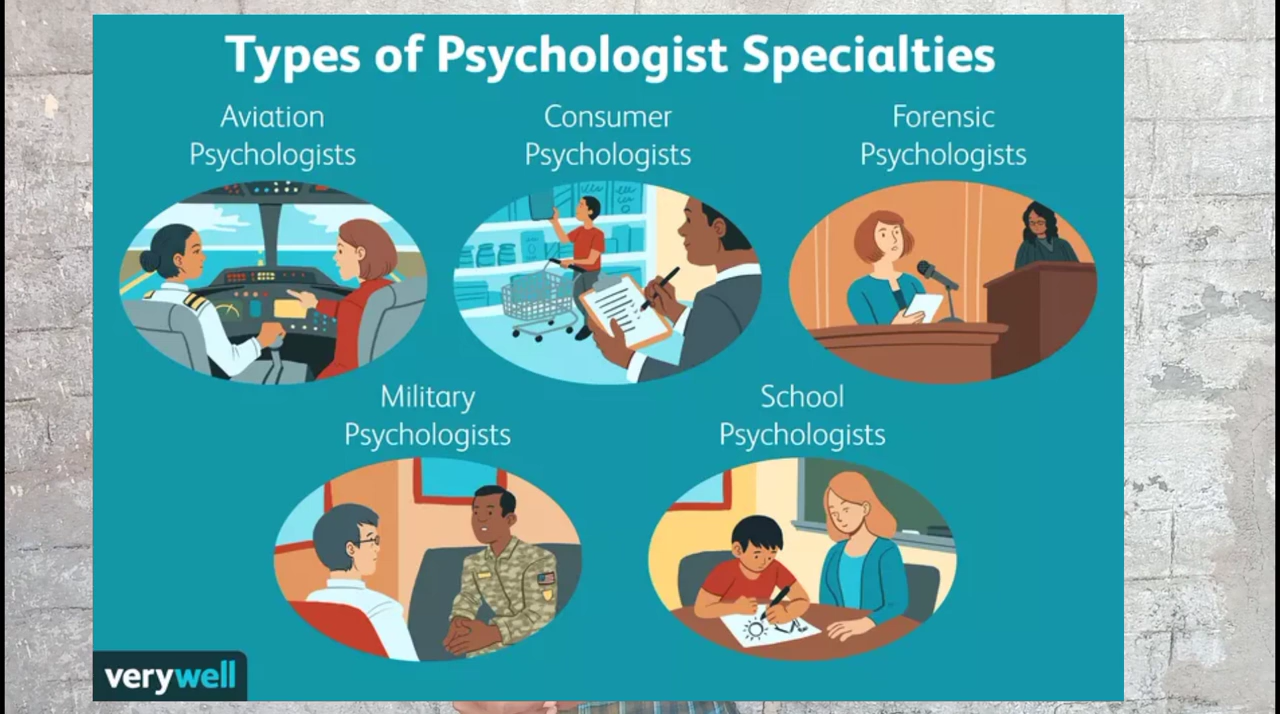 Types of Psychologist Specialties
Aviation
Psychologists
Consumer
Psychologists
Forensic
Psychologists
Military
Psychologists
School
Psychologists
verywell